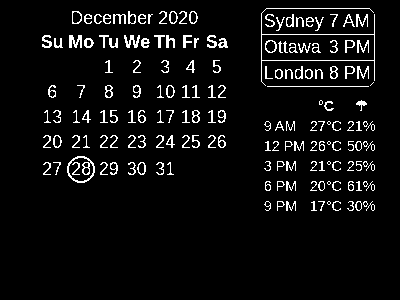 December 2020
Su Mo Tu We Th Fr Sa
1 2 3 4 5
6 7 8 9 10 11 12
13 14 15 16 17 18 19
20 21 22 23 24 25 26
27 28 29 30 31
Sydney 7 AM
Ottawa 3 PM
London 8 PM
°C ☂
9 AM 27°C 21%
12 PM 26°C 50%
3 PM 21°C 25%
6 PM 20°C 61%
9 PM 17°C 30%